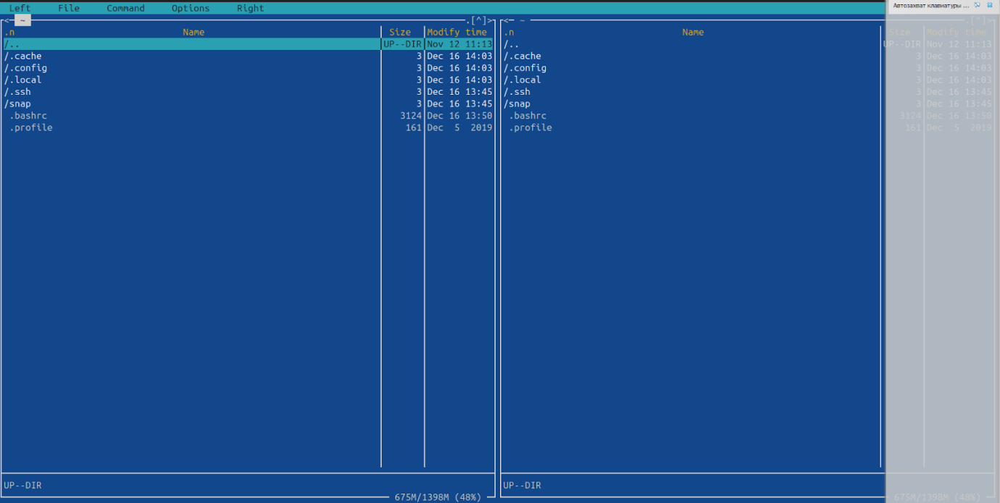 Left File Command Options Right Автозахват клавиатуры ...
<─ ~ ─.[^]> <─ ~ ─.[^]>
.n Name Size Modify time .n Name Size Modify time
/.. UP--DIR Nov 12 11:13 /.. UP--DIR Nov 12 11:13
/.cache 3 Dec 16 14:03 /.cache 3 Dec 16 14:03
/.config 3 Dec 16 14:03 /.config 3 Dec 16 14:03
/.local 3 Dec 16 14:03 /.local 3 Dec 16 14:03
/.ssh 3 Dec 16 13:45 /.ssh 3 Dec 16 13:45
/snap 3 Dec 16 13:45 /snap 3 Dec 16 13:45
.bashrc 3124 Dec 16 13:50 .bashrc 3124 Dec 16 13:50
.profile 161 Dec 5 2019 .profile 161 Dec 5 2019
UP--DIR UP--DIR
675M/1398M (48%) 675M/1398M (48%)